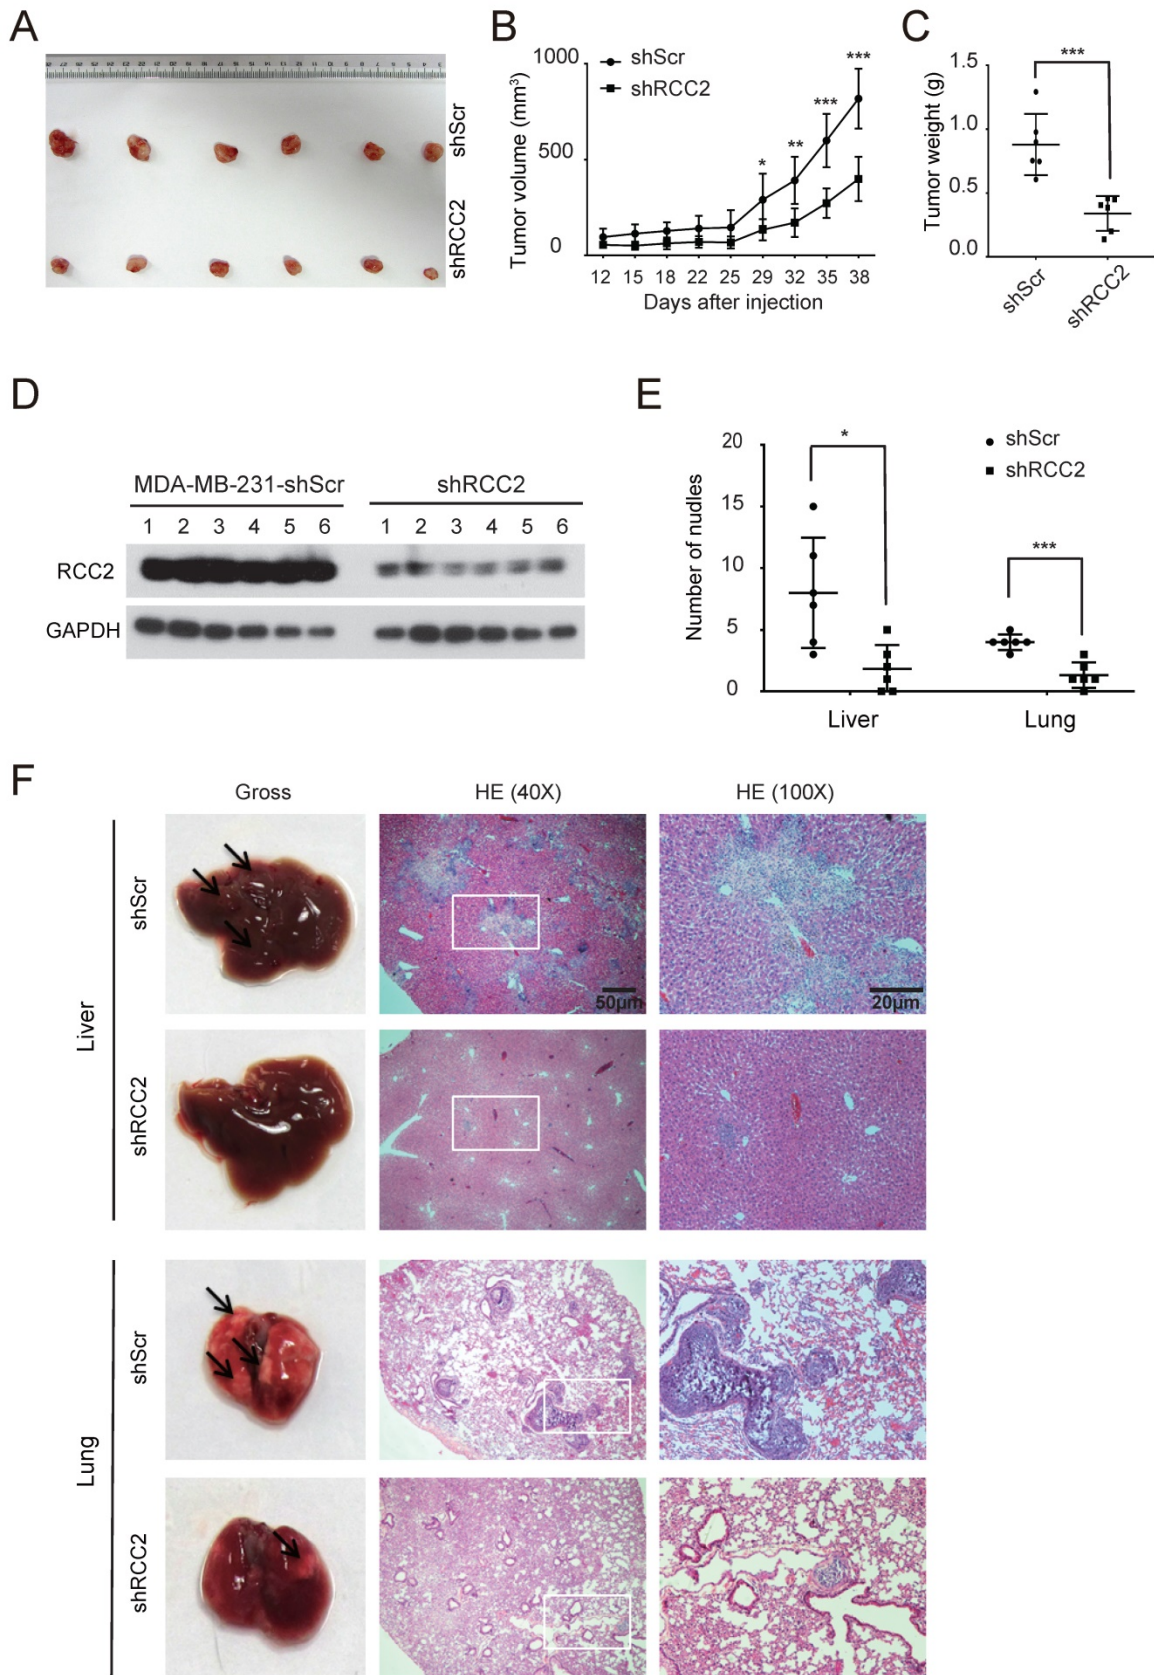 A
shScr
shRCC2
B
Tumor volume (mm³)
1000
500
0
shScr
shRCC2
*
**
***
***
12 15 18 22 25 29 32 35 38
Days after injection
C
Tumor weight (g)
1.5
1.0
0.5
0.0
***
shScr
shRCC2
D
MDA-MB-231-shScr shRCC2
1 2 3 4 5 6 1 2 3 4 5 6
RCC2
GAPDH
E
Number of nudles
20
15
10
5
0
*
***
shScr
shRCC2
Liver Lung
F
Gross HE (40X) HE (100X)
Liver
shScr
50μm
20μm
shRCC2
Lung
shScr
shRCC2